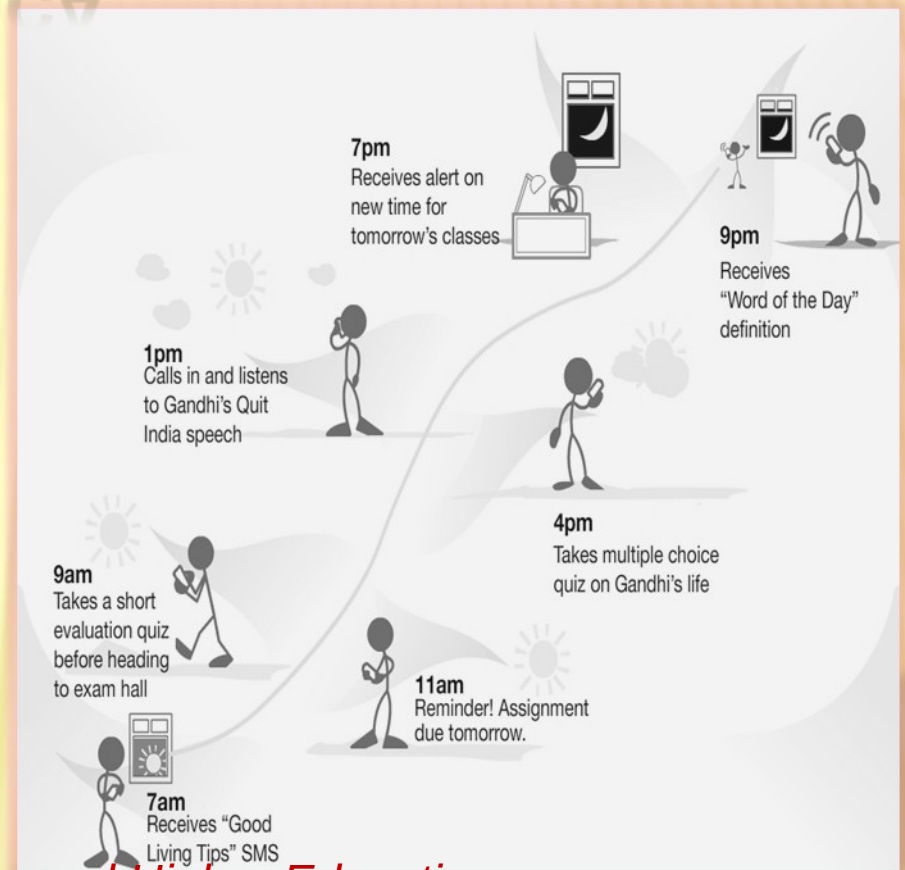 7pm
Receives alert on
new time for
tomorrow's classes
9pm
Receives
"Word of the Day"
definition
1pm
Calls in and listens
to Gandhi's Quit
India speech
4pm
Takes multiple choice
quiz on Gandhi's life
9am
Takes a short
evaluation quiz
before heading
to exam hall
11am
Reminder! Assignment
due tomorrow.
7am
Receives "Good
Living Tips" SMS